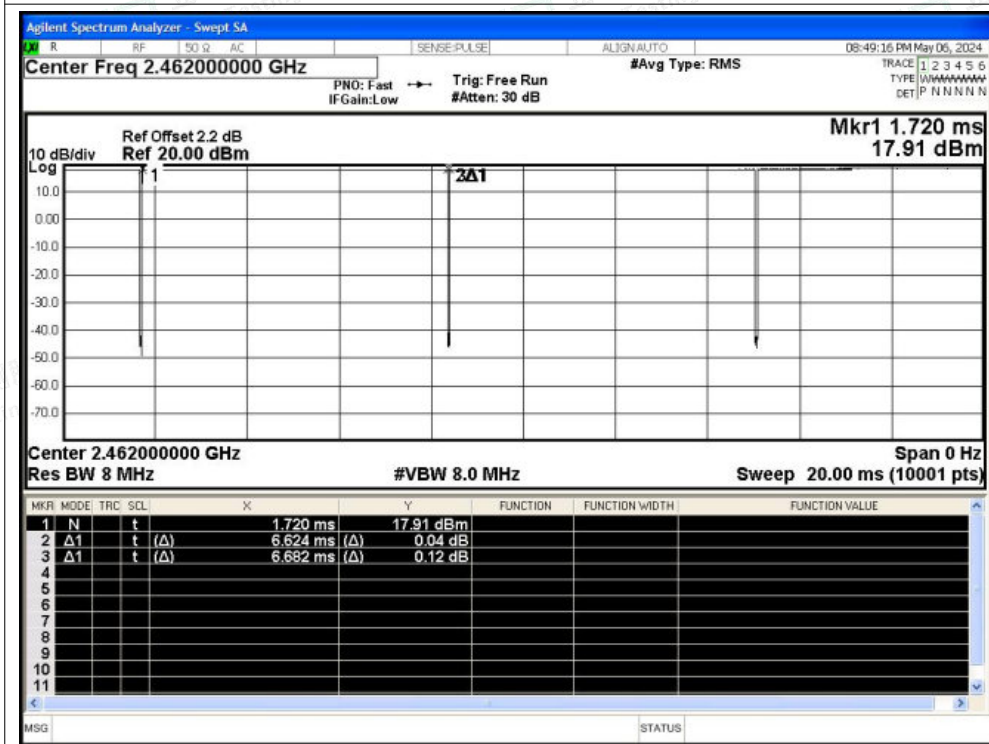 Agilent Spectrum Analyzer - Swept SA
R RF 50 Ω AC SENSE:PULSE ALIGN AUTO 08:49:16 PM May 06, 2024
Center Freq 2.462000000 GHz #Avg Type: RMS TRACE 1 2 3 4 5 6
PNO: Fast Trig: Free Run TYPE WWWWWW
IFGain:Low #Atten: 30 dB DET P N N N N N
Mkr1 1.720 ms
Ref Offset 2.2 dB
10 dB/div Ref 20.00 dBm 17.91 dBm
Log
1 3Δ1
10.0
0.00
-10.0
-20.0
-30.0
-40.0
-50.0
-60.0
-70.0
Center 2.462000000 GHz Span 0 Hz
Res BW 8 MHz #VBW 8.0 MHz Sweep 20.00 ms (10001 pts)
MKR MODE TRC SCL X Y FUNCTION FUNCTION WIDTH FUNCTION VALUE
1 N t 1.720 ms 17.91 dBm
2 Δ1 t (Δ) 6.624 ms (Δ) 0.04 dB
3 Δ1 t (Δ) 6.682 ms (Δ) 0.12 dB
4
5
6
7
8
9
10
11
MSG STATUS